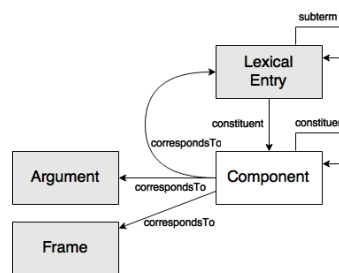 subterm
Lexical
Entry
constituent
constituent
correspondsTo
Argument
correspondsTo
Component
correspondsTo
Frame